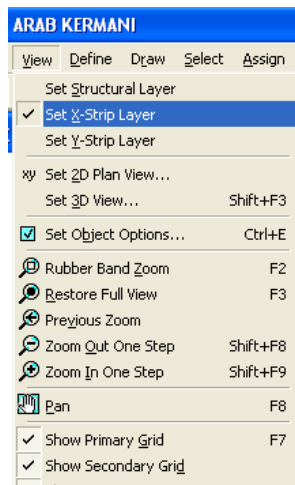 ARAB KERMANI
View Define Draw Select Assign
Set Structural Layer
Set X-Strip Layer
Set Y-Strip Layer
xy Set 2D Plan View...
Set 3D View... Shift+F3
Set Object Options... Ctrl+E
Rubber Band Zoom F2
Restore Full View F3
Previous Zoom
Zoom Out One Step Shift+F8
Zoom In One Step Shift+F9
Pan F8
Show Primary Grid F7
Show Secondary Grid